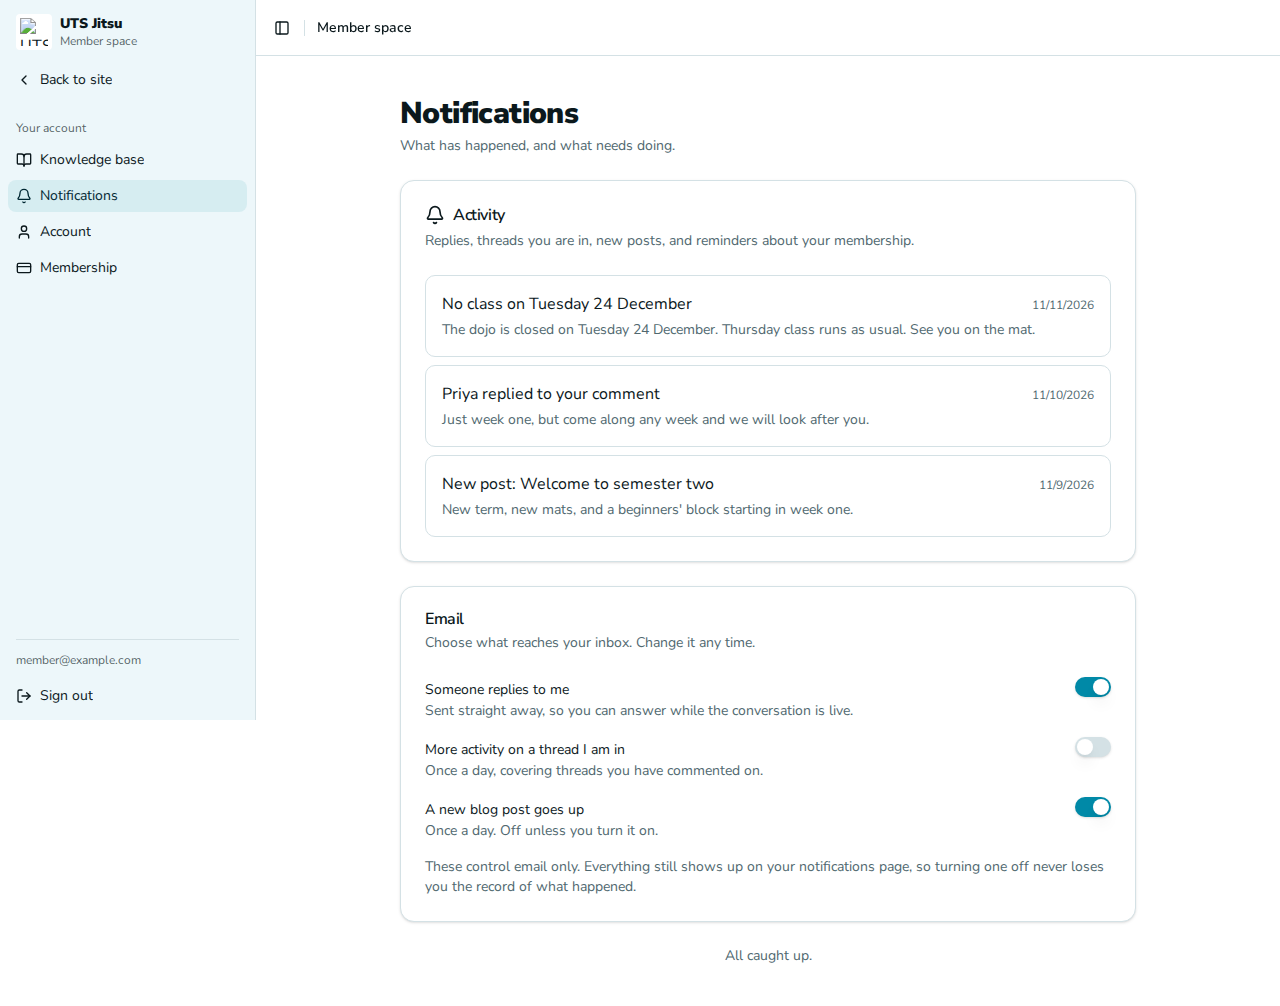 UTS Jitsu
Member space
Back to site
Your account
Knowledge base
Notifications
Account
Membership
member@example.com
Sign out
Member space
Notifications
What has happened, and what needs doing.
Activity
Replies, threads you are in, new posts, and reminders about your membership.
No class on Tuesday 24 December
11/11/2026
The dojo is closed on Tuesday 24 December. Thursday class runs as usual. See you on the mat.
Priya replied to your comment
11/10/2026
Just week one, but come along any week and we will look after you.
New post: Welcome to semester two
11/9/2026
New term, new mats, and a beginners' block starting in week one.
Email
Choose what reaches your inbox. Change it any time.
Someone replies to me
Sent straight away, so you can answer while the conversation is live.
More activity on a thread I am in
Once a day, covering threads you have commented on.
A new blog post goes up
Once a day. Off unless you turn it on.
These control email only. Everything still shows up on your notifications page, so turning one off never loses
you the record of what happened.
All caught up.